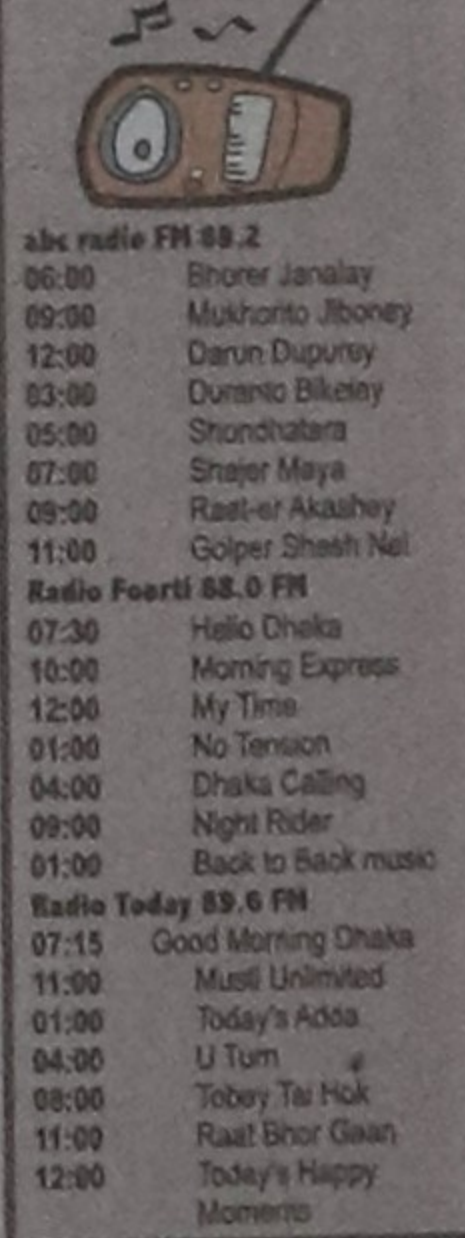 abc radio FM 89.2
06:00 Bhorer Janalay
09:00 Mukhorito Jiboney
12:00 Darun Dupurey
03:00 Duranto Bikeley
05:00 Shondhatara
07:00 Shajer Maya
09:00 Raat-er Akashey
11:00 Golper Shesh Nei
Radio Foorti 88.0 FM
07:30 Hello Dhaka
10:00 Morning Express
12:00 My Time
01:00 No Tension
04:00 Dhaka Calling
09:00 Night Rider
01:00 Back to Back music
Radio Today 89.6 FM
07:15 Good Morning Dhaka
11:00 Musti Unlimited
01:00 Today's Adda
04:00 U Turn
08:00 Tobey Tai Hok
11:00 Raat Bhor Gaan
12:00 Today's Happy
Moments